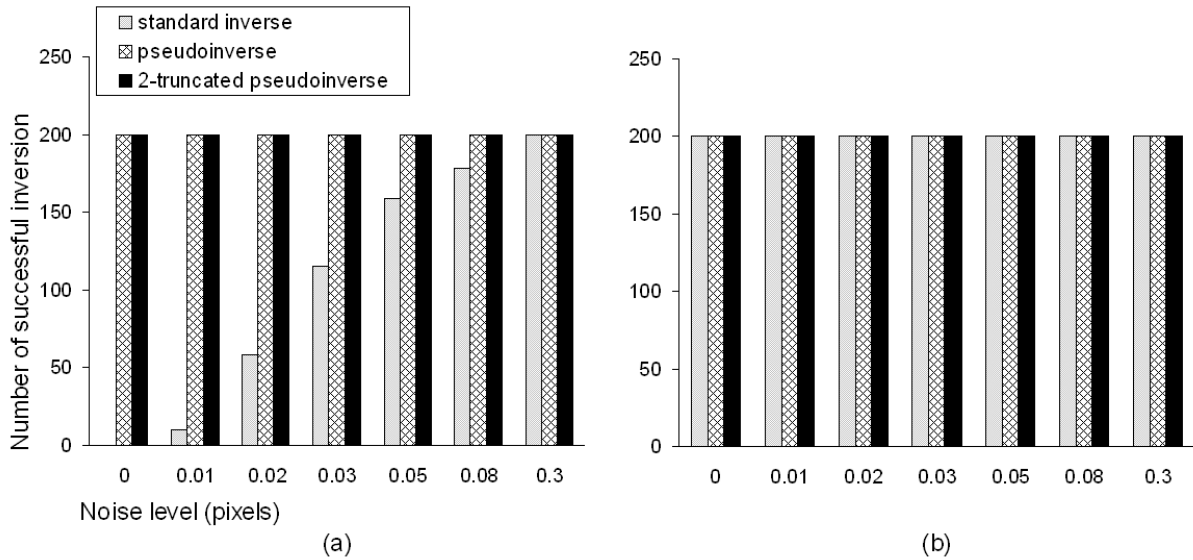 standard inverse
pseudoinverse
2-truncated pseudoinverse
Number of successful inversion
250
200
150
100
50
0
0 0.01 0.02 0.03 0.05 0.08 0.3
Noise level (pixels)
(a)
250
200
150
100
50
0
0 0.01 0.02 0.03 0.05 0.08 0.3
(b)